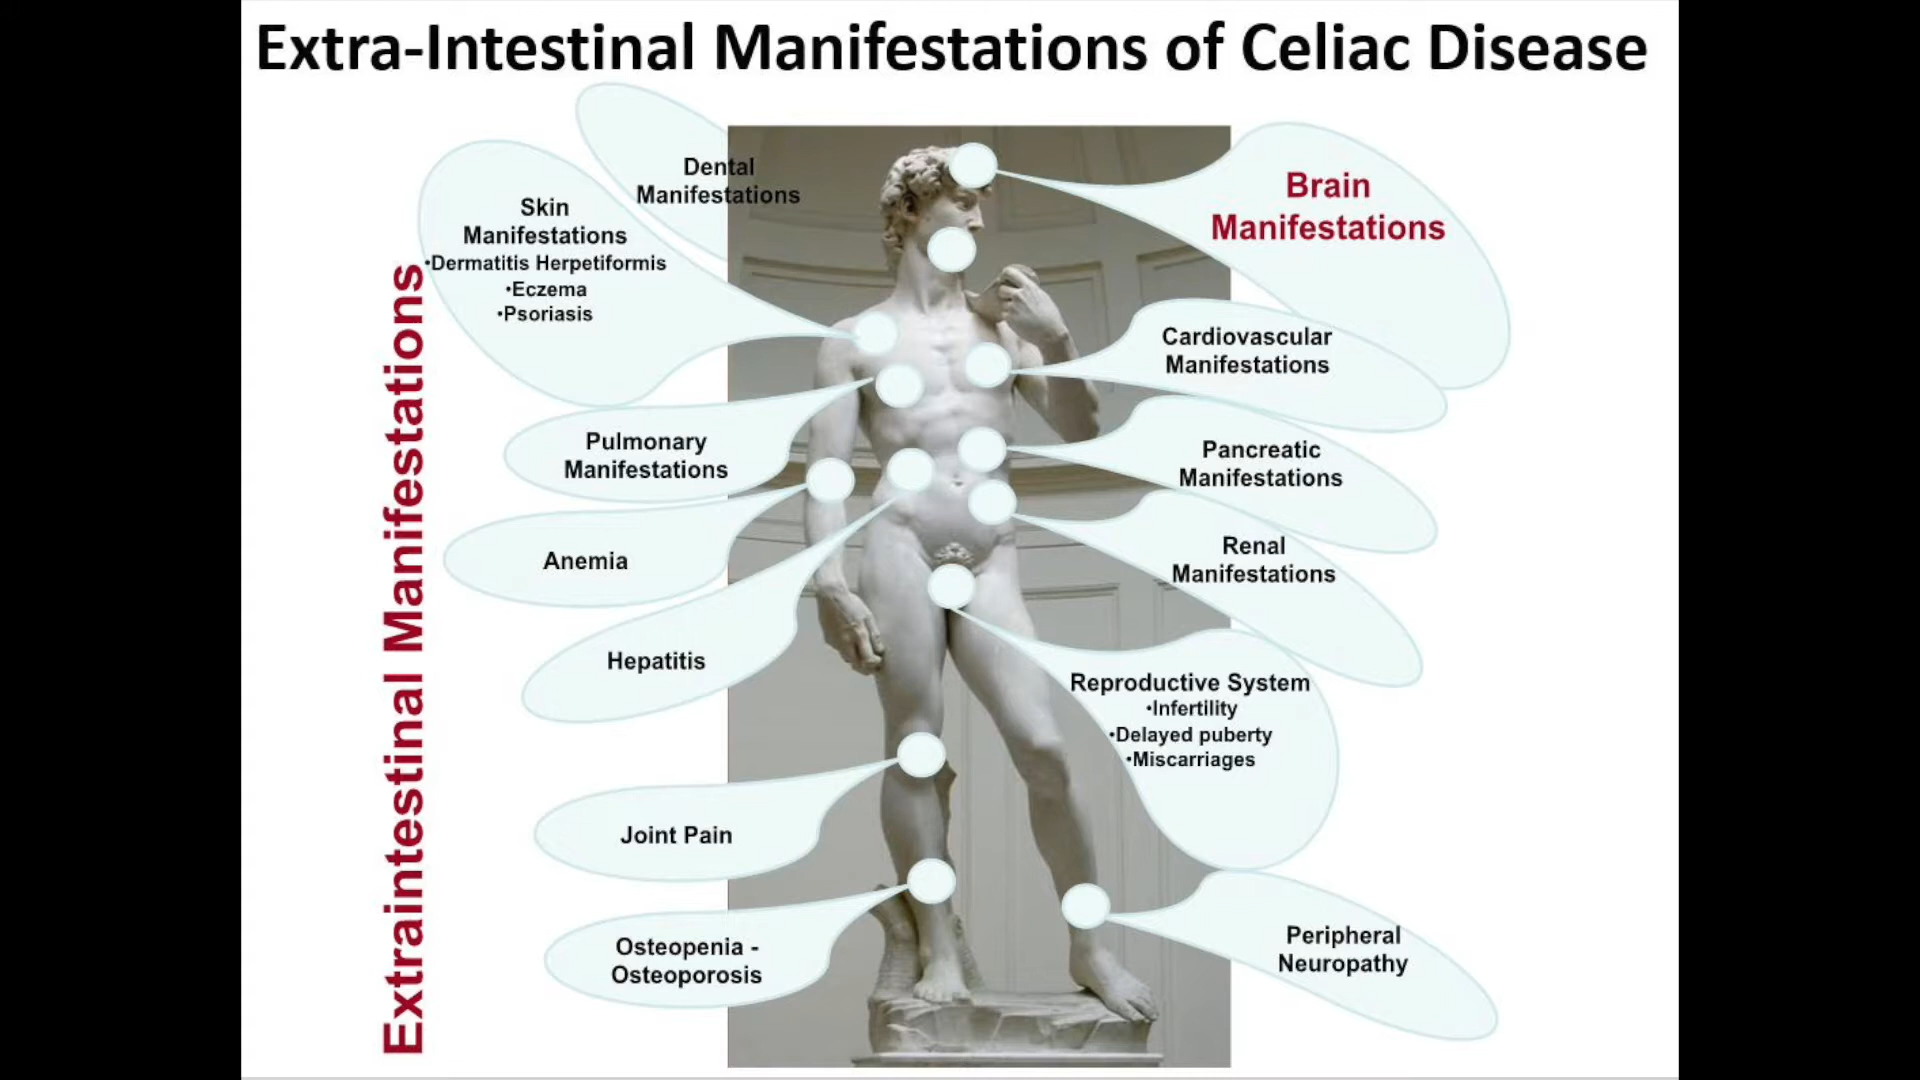 Extra-Intestinal Manifestations of Celiac Disease
Extraintestinal Manifestations
Dental
Manifestations
Skin
Manifestations
•Dermatitis Herpetiformis
•Eczema
•Psoriasis
Pulmonary
Manifestations
Anemia
Hepatitis
Joint Pain
Osteopenia -
Osteoporosis
Brain
Manifestations
Cardiovascular
Manifestations
Pancreatic
Manifestations
Renal
Manifestations
Reproductive System
•Infertility
•Delayed puberty
•Miscarriages
Peripheral
Neuropathy